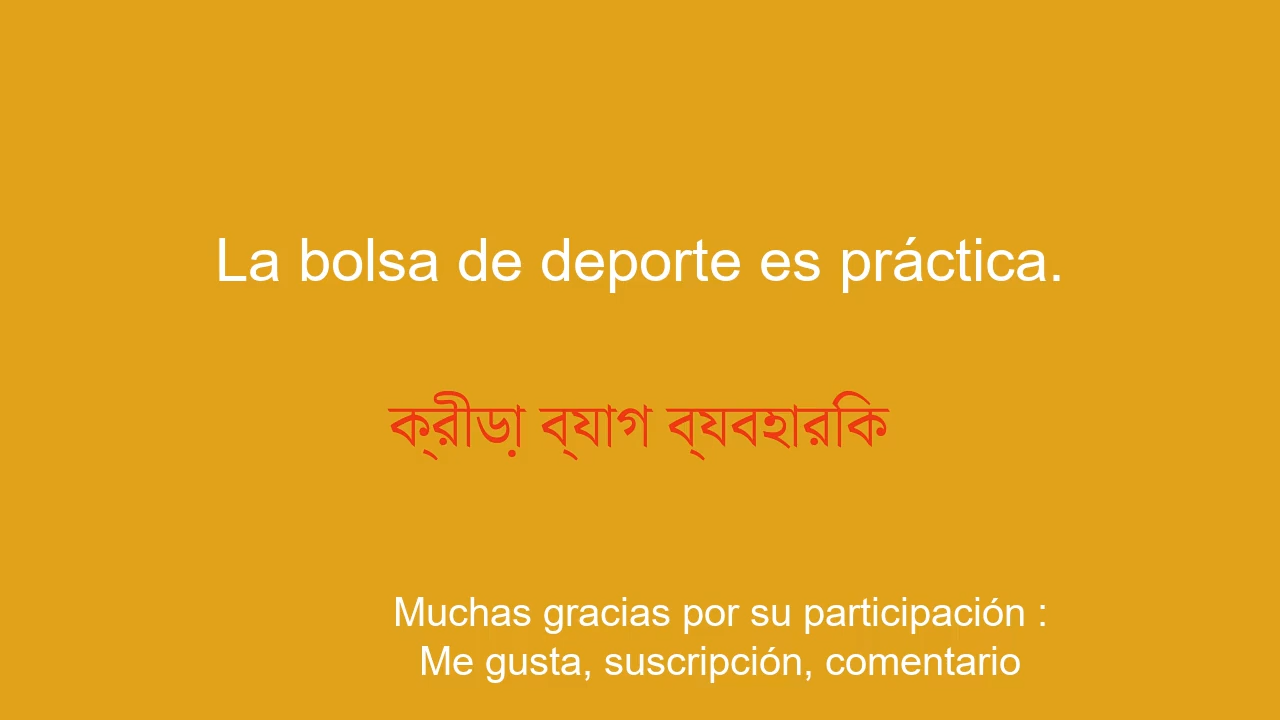 La bolsa de deporte es práctica.
ক্রীড়া ব্যাগ ব্যবহারিক
Muchas gracias por su participación :
Me gusta, suscripción, comentario